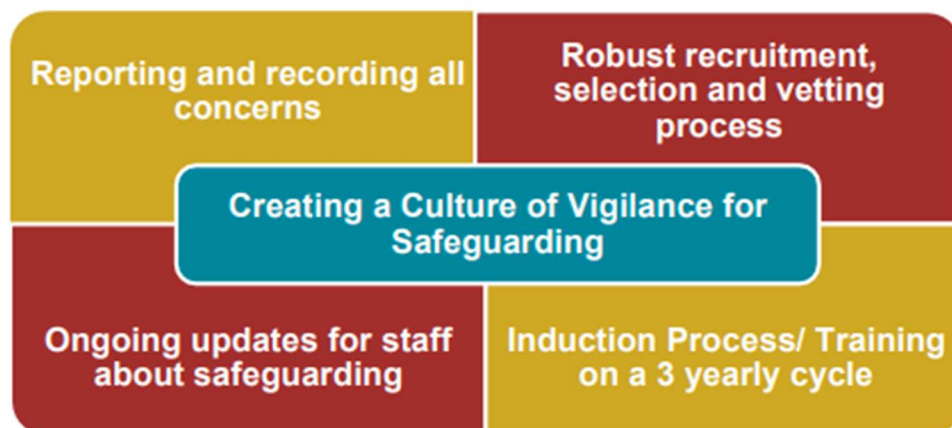 Reporting and recording all
concerns
Robust recruitment,
selection and vetting
process
Creating a Culture of Vigilance for
Safeguarding
Ongoing updates for staff
about safeguarding
Induction Process/ Training
on a 3 yearly cycle